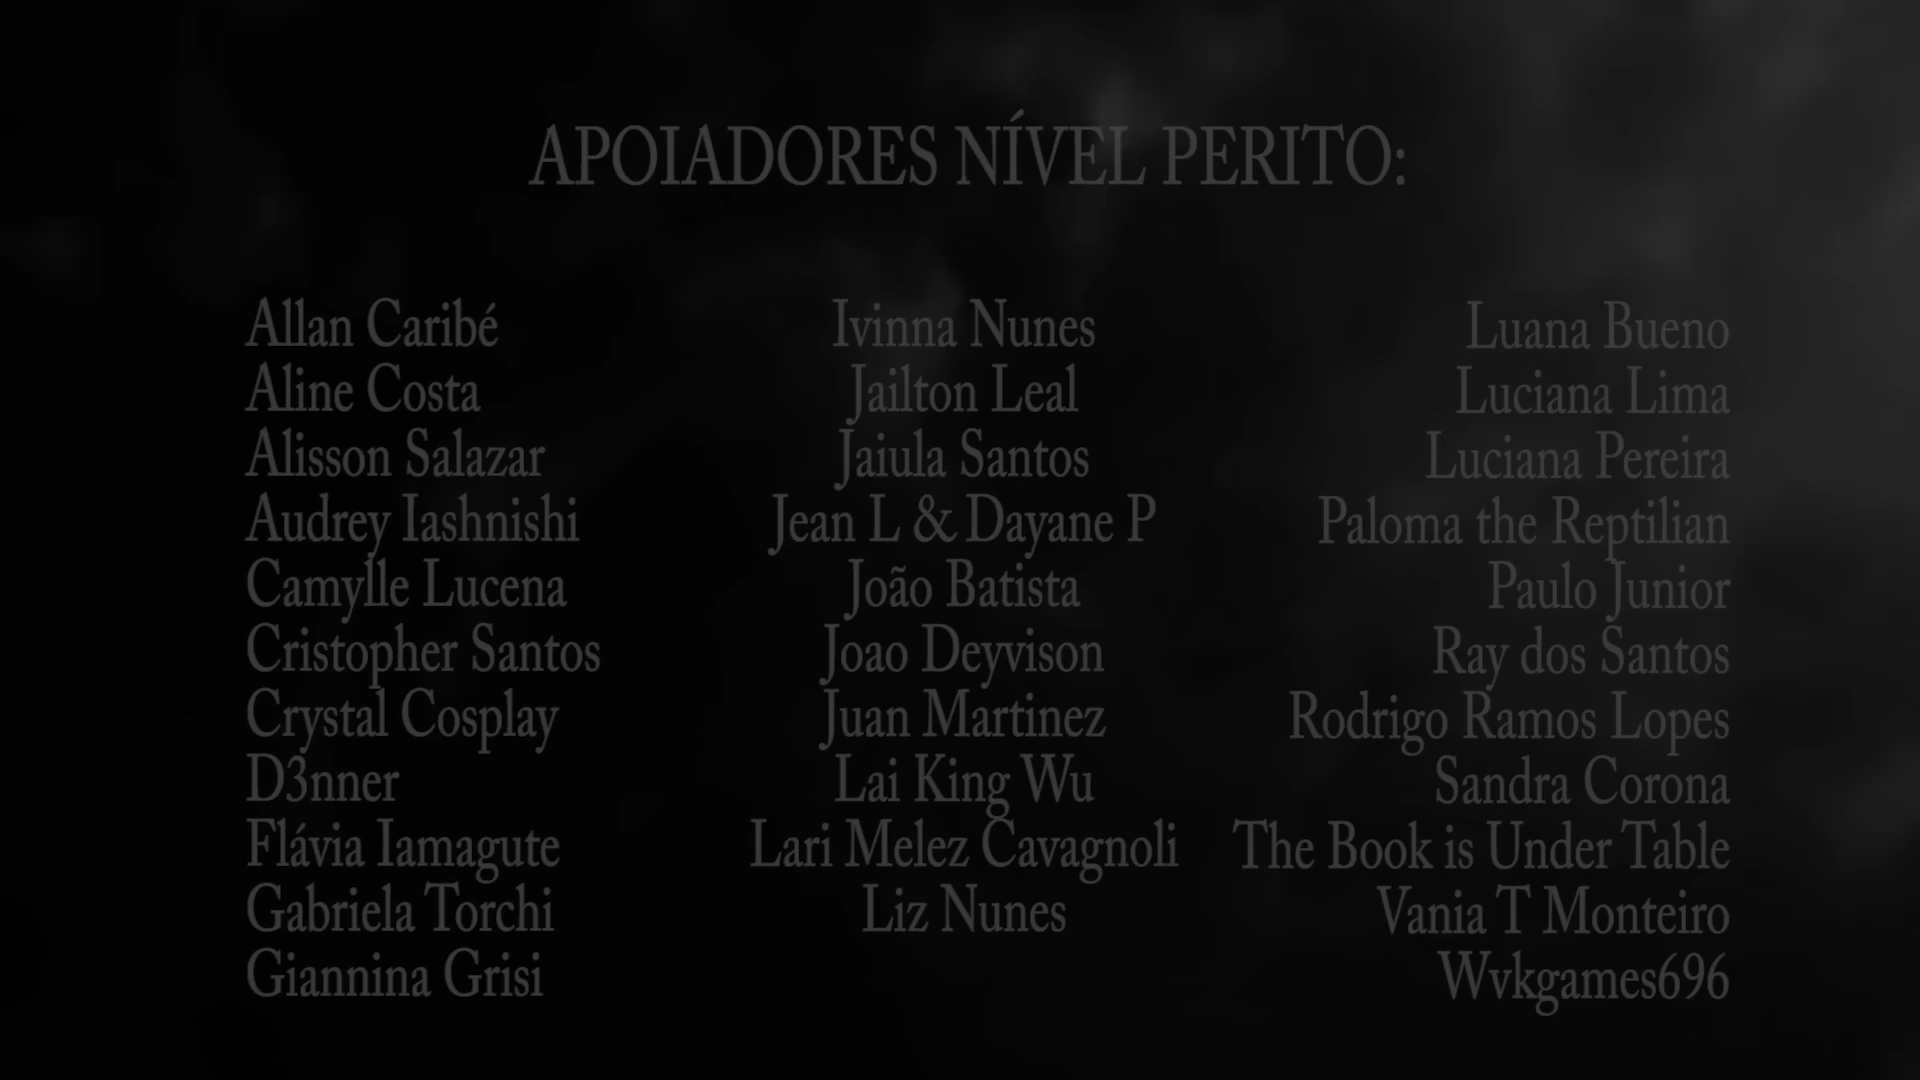 APOIADORES NÍVEL PERITO:
Allan Caribé
Aline Costa
Alisson Salazar
Audrey Iashnishi
Camylle Lucena
Cristopher Santos
Crystal Cosplay
D3nner
Flávia Iamagute
Gabriela Torchi
Giannina Grisi
Ivinna Nunes
Jailton Leal
Jaiula Santos
Jean L & Dayane P
João Batista
Joao Deyvison
Juan Martinez
Lai King Wu
Lari Melez Cavagnoli
Liz Nunes
Luana Bueno
Luciana Lima
Luciana Pereira
Paloma the Reptilian
Paulo Junior
Ray dos Santos
Rodrigo Ramos Lopes
Sandra Corona
The Book is Under Table
Vania T Monteiro
Wvkgames696